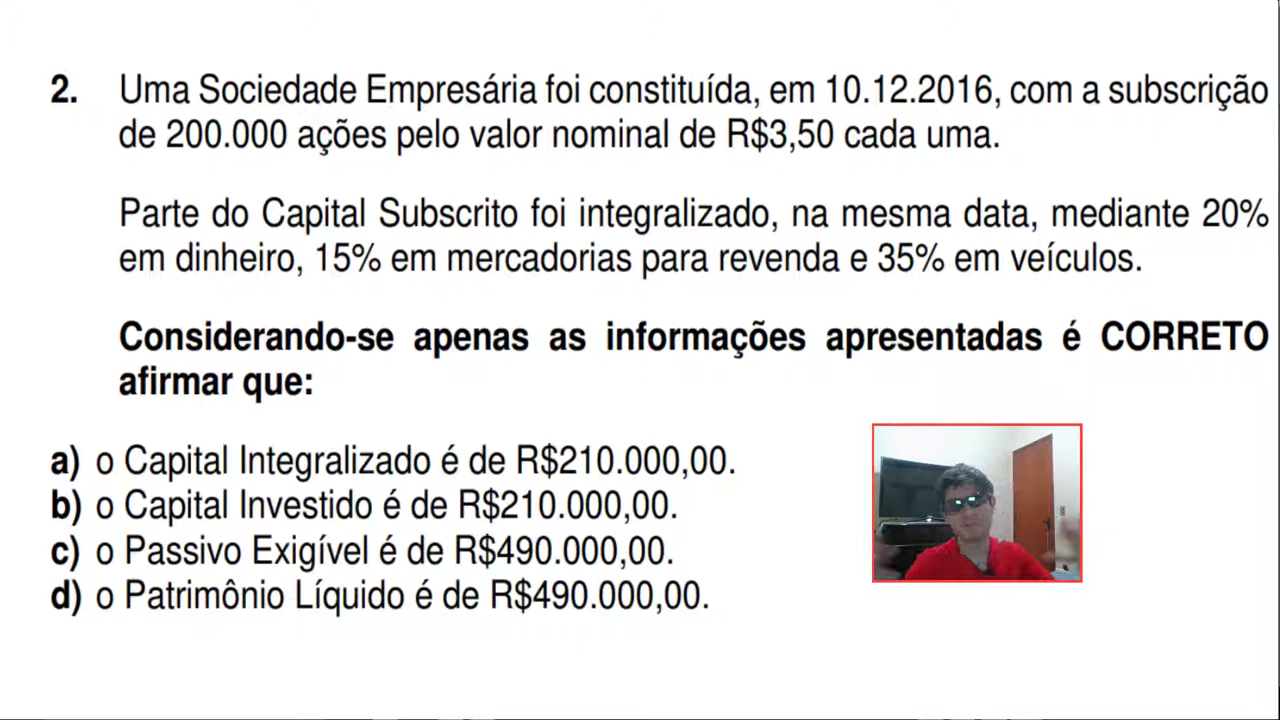 2. Uma Sociedade Empresária foi constituída, em 10.12.2016, com a subscrição
de 200.000 ações pelo valor nominal de R$3,50 cada uma.
Parte do Capital Subscrito foi integralizado, na mesma data, mediante 20%
em dinheiro, 15% em mercadorias para revenda e 35% em veículos.
Considerando-se apenas as informações apresentadas é CORRETO
afirmar que:
a) o Capital Integralizado é de R$210.000,00.
b) o Capital Investido é de R$210.000,00.
c) o Passivo Exigível é de R$490.000,00.
d) o Patrimônio Líquido é de R$490.000,00.